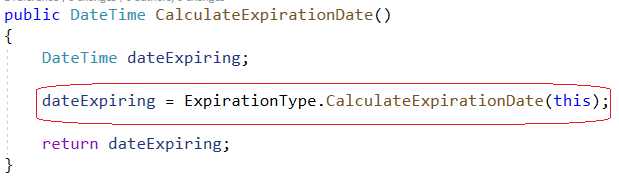 public DateTime CalculateExpirationDate()
{
DateTime dateExpiring;
dateExpiring = ExpirationType.CalculateExpirationDate(this);
return dateExpiring;
}